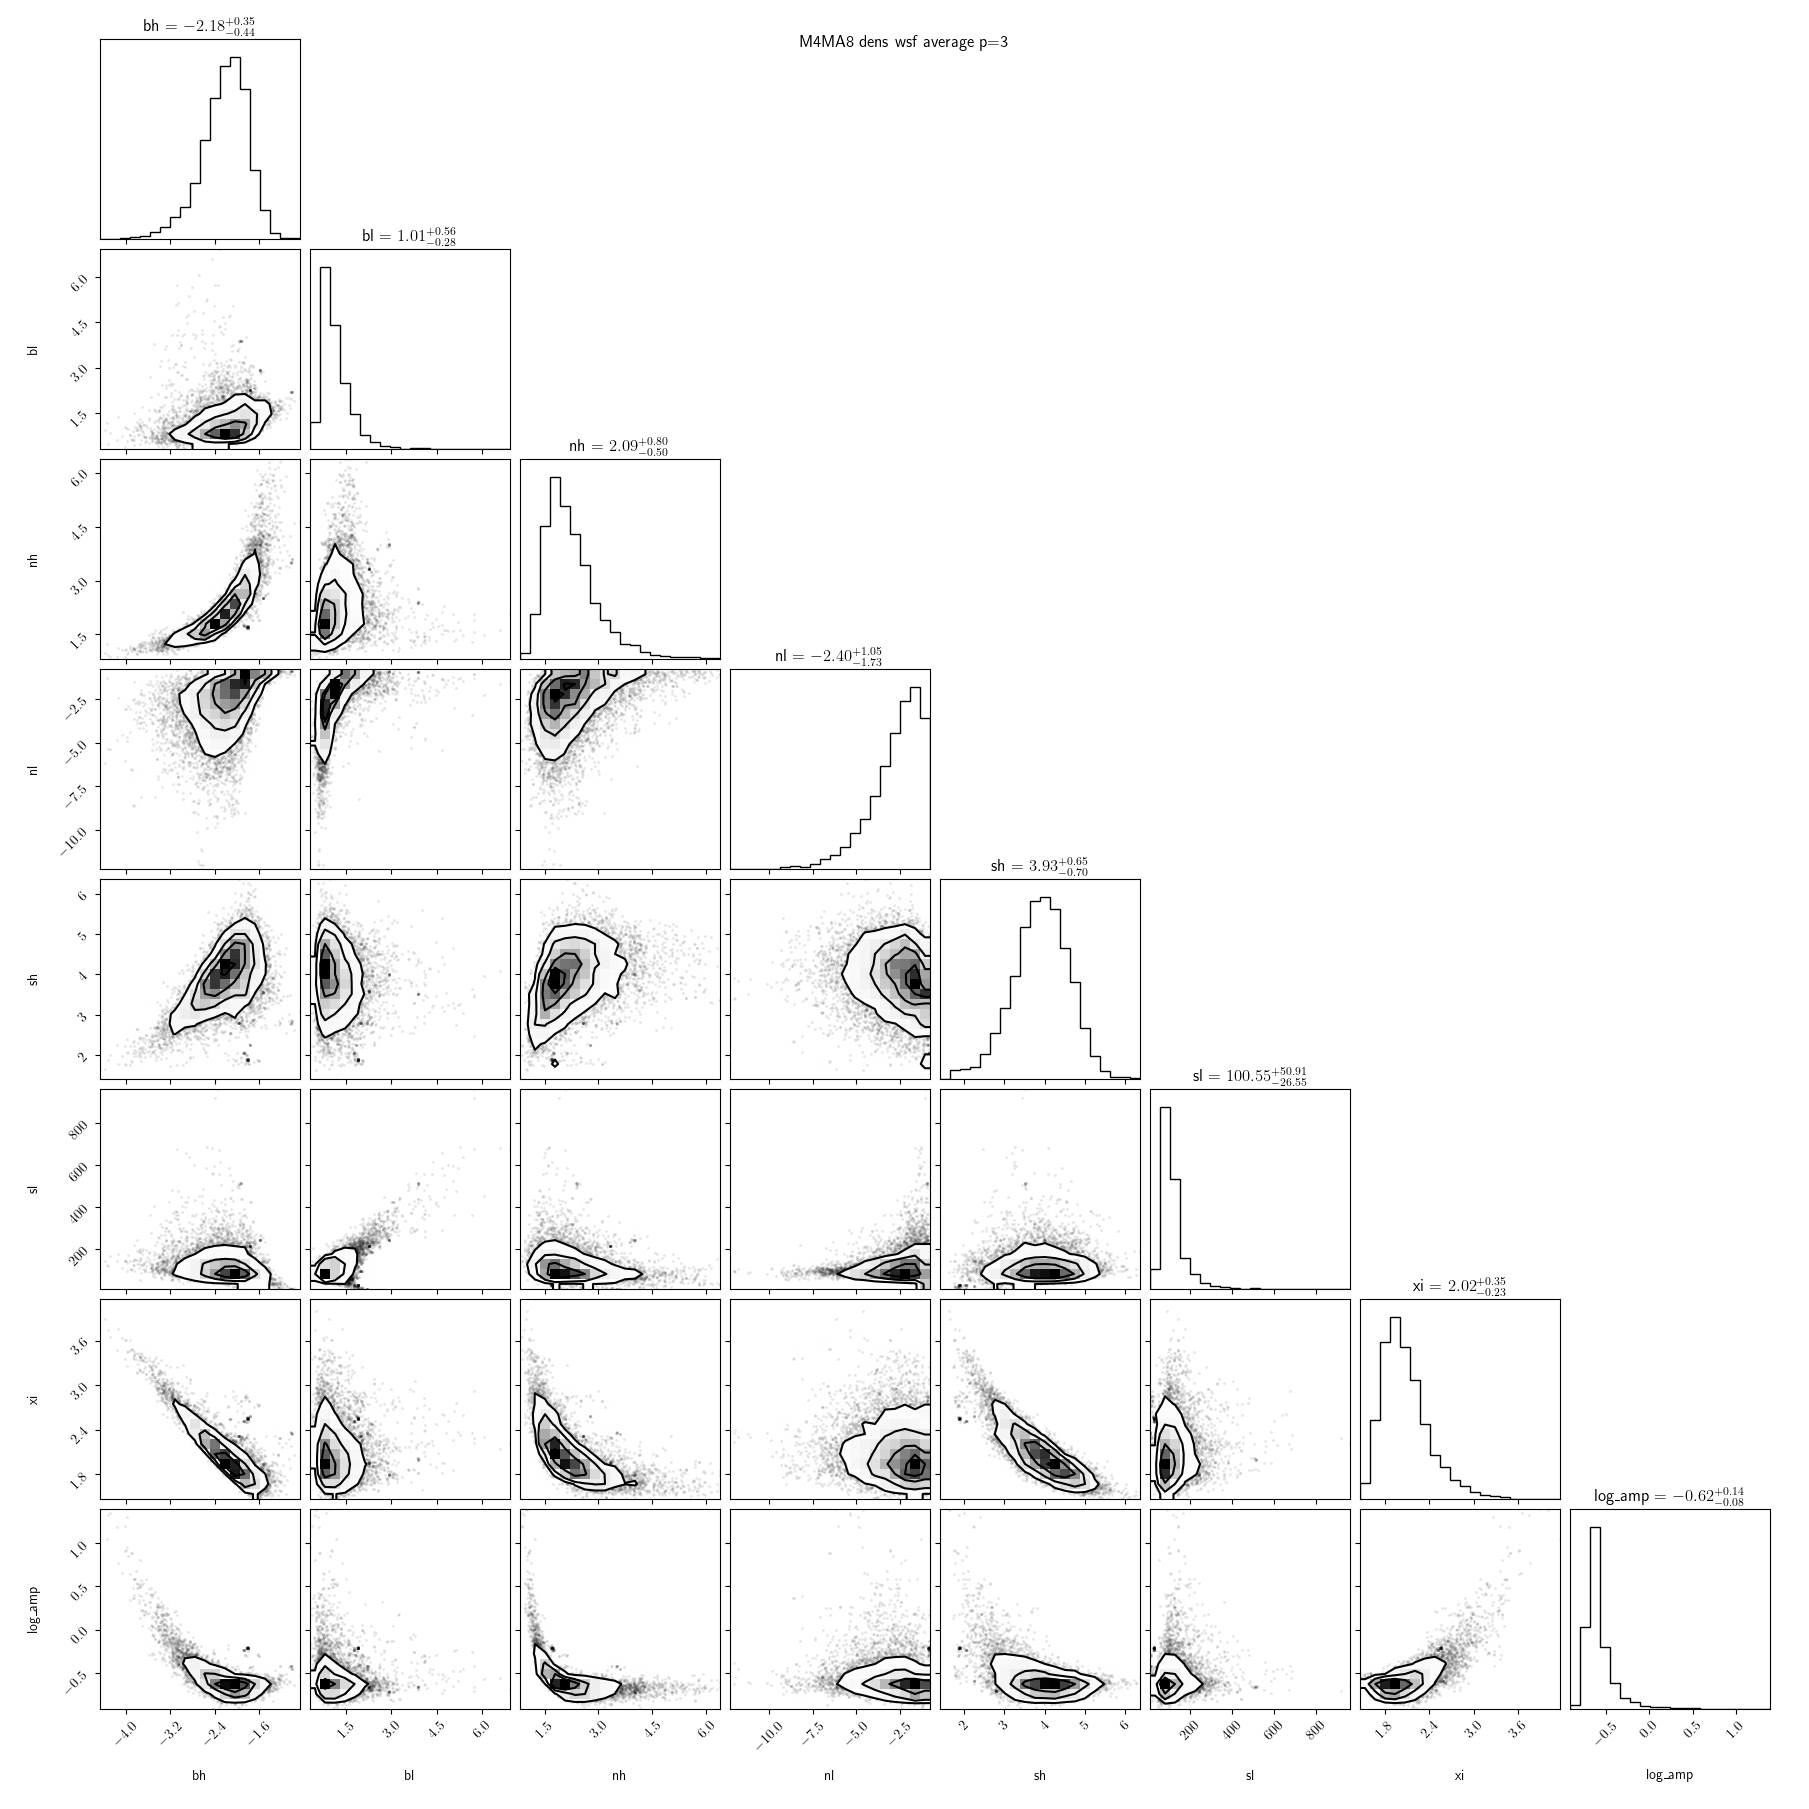 M4MA8 dens wsf average p=3
bh = −2.18+0.35 −0.44
bl = 1.01+0.56 −0.28
6.0
4.5
3.0
1.5
bl
nh = 2.09+0.80 −0.50
6.0
4.5
3.0
1.5
nh
nl = −2.40+1.05 −1.73
−2.5
−5.0
−7.5
−10.0
nl
sh = 3.93+0.65 −0.70
6
5
4
3
2
sh
sl = 100.55+50.91 −26.55
800
600
400
200
sl
xi = 2.02+0.35 −0.23
3.6
3.0
2.4
1.8
xi
log_amp = −0.62+0.14 −0.08
1.0
0.5
0.0
−0.5
log_amp
−4.0 −3.2 −2.4 −1.6 1.5 3.0 4.5 6.0 1.5 3.0 4.5 6.0 −10.0 −7.5 −5.0 −2.5 2 3 4 5 6 200 400 600 800 1.8 2.4 3.0 3.6 −0.5 0.0 0.5 1.0
bh bl nh nl sh sl xi log_amp